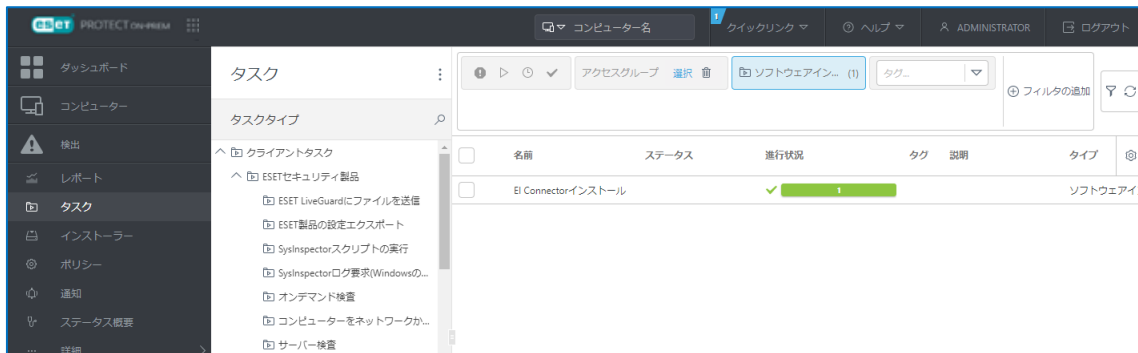 eset PROTECT ON-PREM
コンピューター名
1
クイックリンク
ヘルプ
ADMINISTRATOR
ログアウト
ダッシュボード
コンピューター
検出
レポート
タスク
インストーラー
ポリシー
通知
ステータス概要
詳細
タスク
タスクタイプ
クライアントタスク
ESETセキュリティ製品
ESET LiveGuardにファイルを送信
ESET製品の設定エクスポート
SysInspectorスクリプトの実行
SysInspectorログ要求(Windowsの...
オンデマンド検査
コンピューターをネットワークか...
サーバー検査
アクセスグループ 選択
ソフトウェアイン... (1)
タグ...
フィルタの追加
名前 ステータス 進行状況 タグ 説明 タイプ
EI Connectorインストール 1 ソフトウェアイ